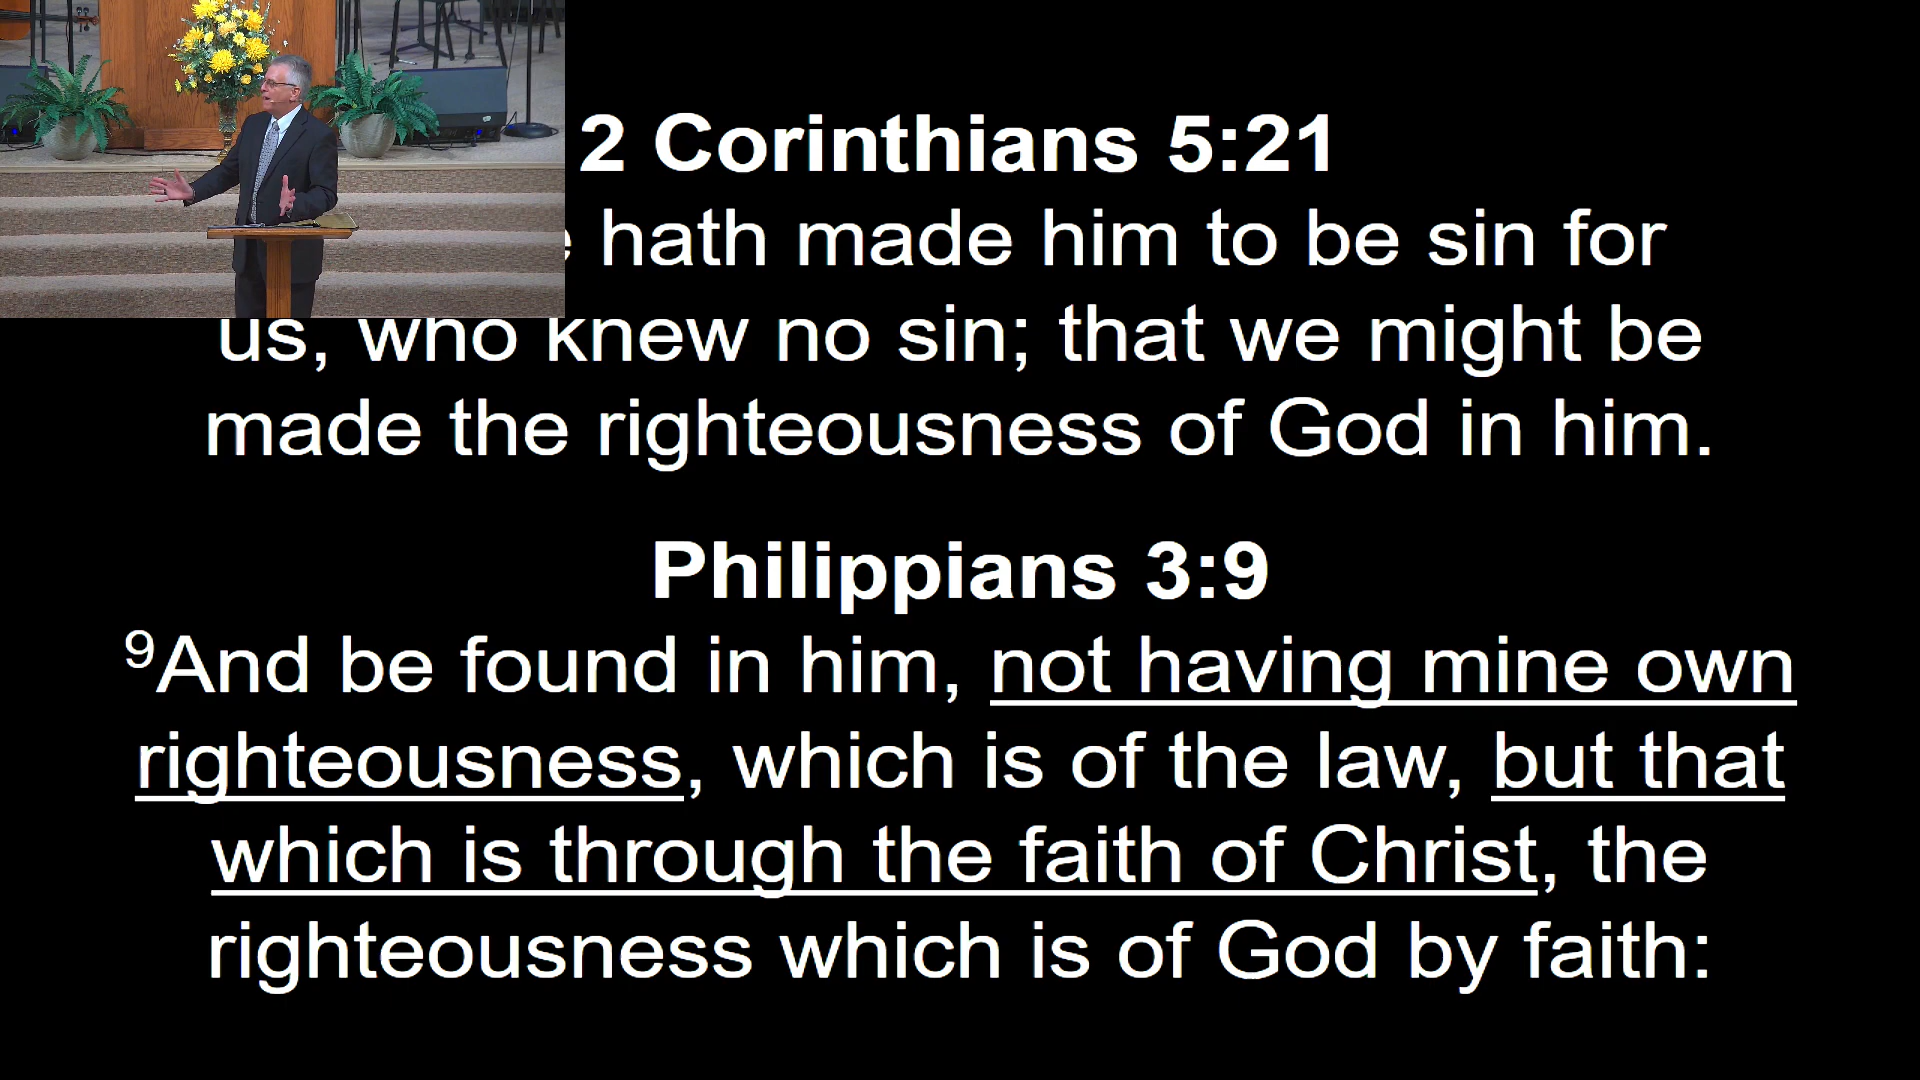 2 Corinthians 5:21
hath made him to be sin for
us, who knew no sin; that we might be
made the righteousness of God in him.
Philippians 3:9
9And be found in him, not having mine own
righteousness, which is of the law, but that
which is through the faith of Christ, the
righteousness which is of God by faith: